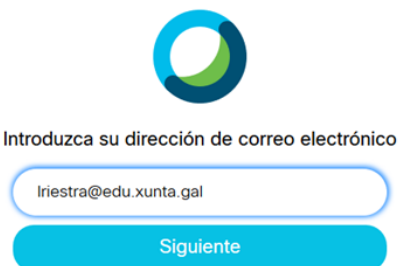 Introduzca su dirección de correo electrónico
lriestra@edu.xunta.gal
Siguiente